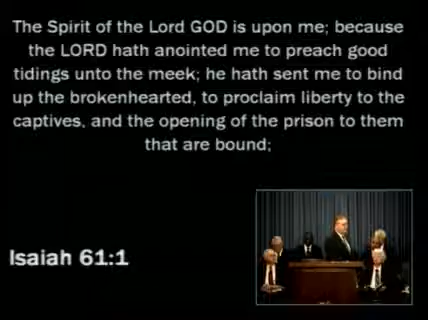 The Spirit of the Lord GOD is upon me; because
the LORD hath anointed me to preach good
tidings unto the meek; he hath sent me to bind
up the brokenhearted, to proclaim liberty to the
captives, and the opening of the prison to them
that are bound;
Isaiah 61:1